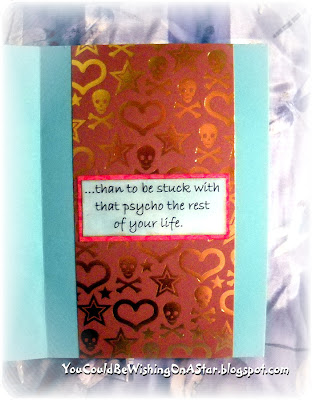 ...than to be stuck with
that psycho the rest
of your life.
YouCouldBeWishingOnAStar.blogspot.com